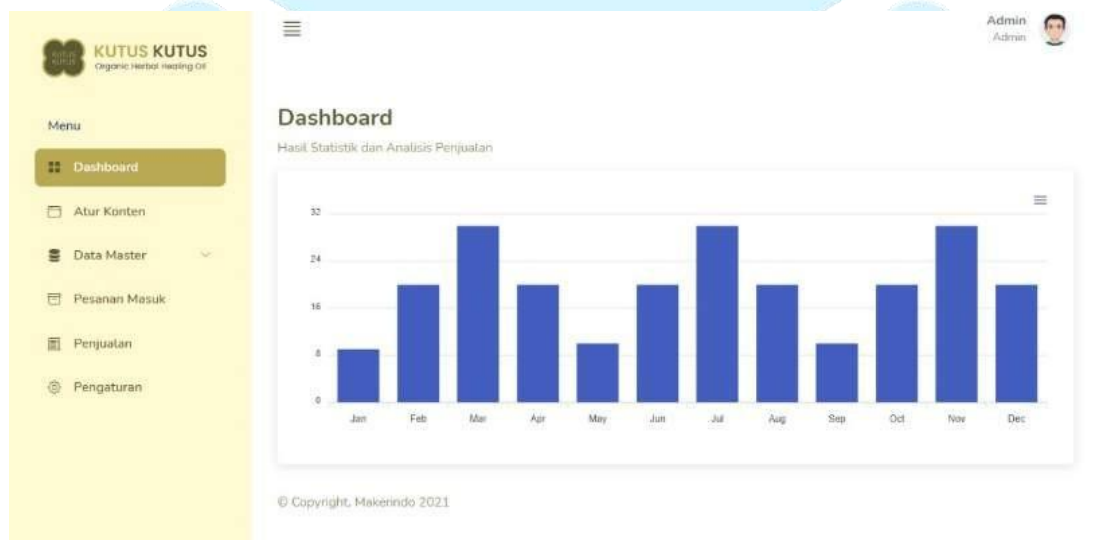 KUTUS KUTUS
KUTUS KUTUS
Organic Herbal Healing Oil
Menu
Dashboard
Atur Konten
Data Master
Pesanan Masuk
Penjualan
Pengaturan
Admin
Admin
Dashboard
Hasil Statistik dan Analisis Penjualan
32
24
16
8
0
Jan Feb Mar Apr May Jun Jul Aug Sep Oct Nov Dec
© Copyright, Makerindo 2021